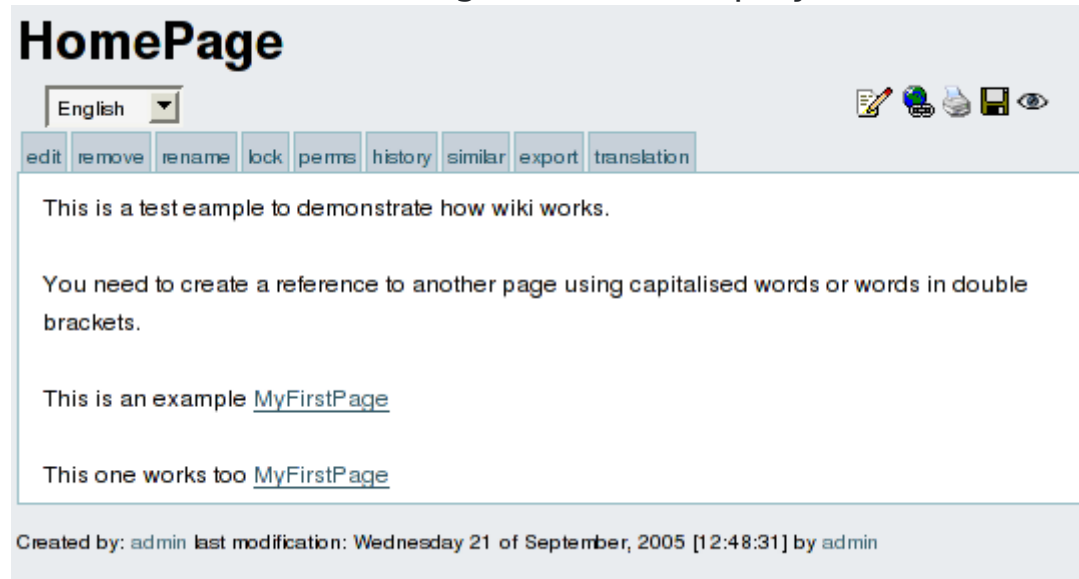 HomePage
English
edit remove rename lock perms history similar export translation
This is a test eample to demonstrate how wiki works.
You need to create a reference to another page using capitalised words or words in double
brackets.
This is an example MyFirstPage
This one works too MyFirstPage
Created by: admin last modification: Wednesday 21 of September, 2005 [12:48:31] by admin